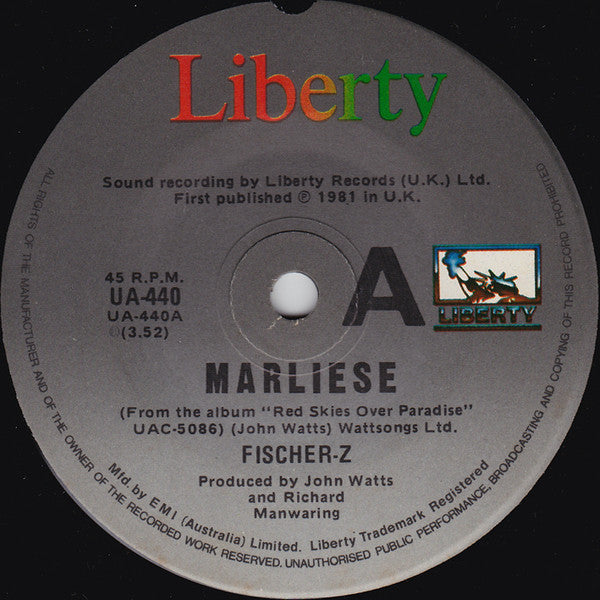 Liberty
Sound recording by Liberty Records (U.K.) Ltd.
First published ℗ 1981 in U.K.
45 R.P.M.
UA-440
UA-440A
℗(3.52)
A
LIBERTY
MARLIESE
(From the album "Red Skies Over Paradise"
UAC-5086) (John Watts) Wattsongs Ltd.
FISCHER-Z
Produced by John Watts
and Richard
Manwaring
Mfd. by EMI (Australia) Limited. Liberty Trademark Registered
ALL RIGHTS OF THE MANUFACTURER AND OF THE OWNER OF THE RECORDED WORK RESERVED. UNAUTHORISED PUBLIC PERFORMANCE, BROADCASTING AND COPYING OF THIS RECORD PROHIBITED